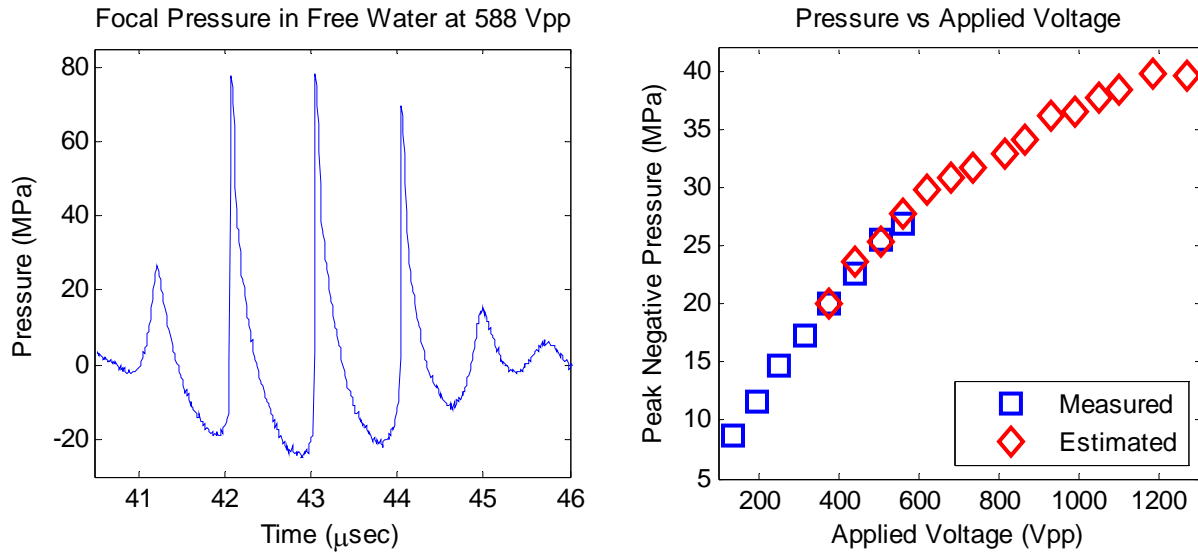 Focal Pressure in Free Water at 588 Vpp
Pressure (MPa)
80
60
40
20
0
-20
41 42 43 44 45 46
Time (μsec)
Pressure vs Applied Voltage
Peak Negative Pressure (MPa)
40
35
30
25
20
15
10
5
200 400 600 800 1000 1200
Applied Voltage (Vpp)
Measured
Estimated